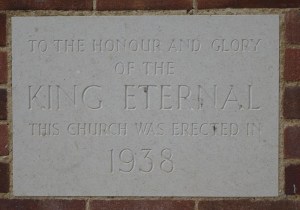 TO THE HONOUR AND GLORY
OF THE
KING ETERNAL
THIS CHURCH WAS ERECTED IN
1938